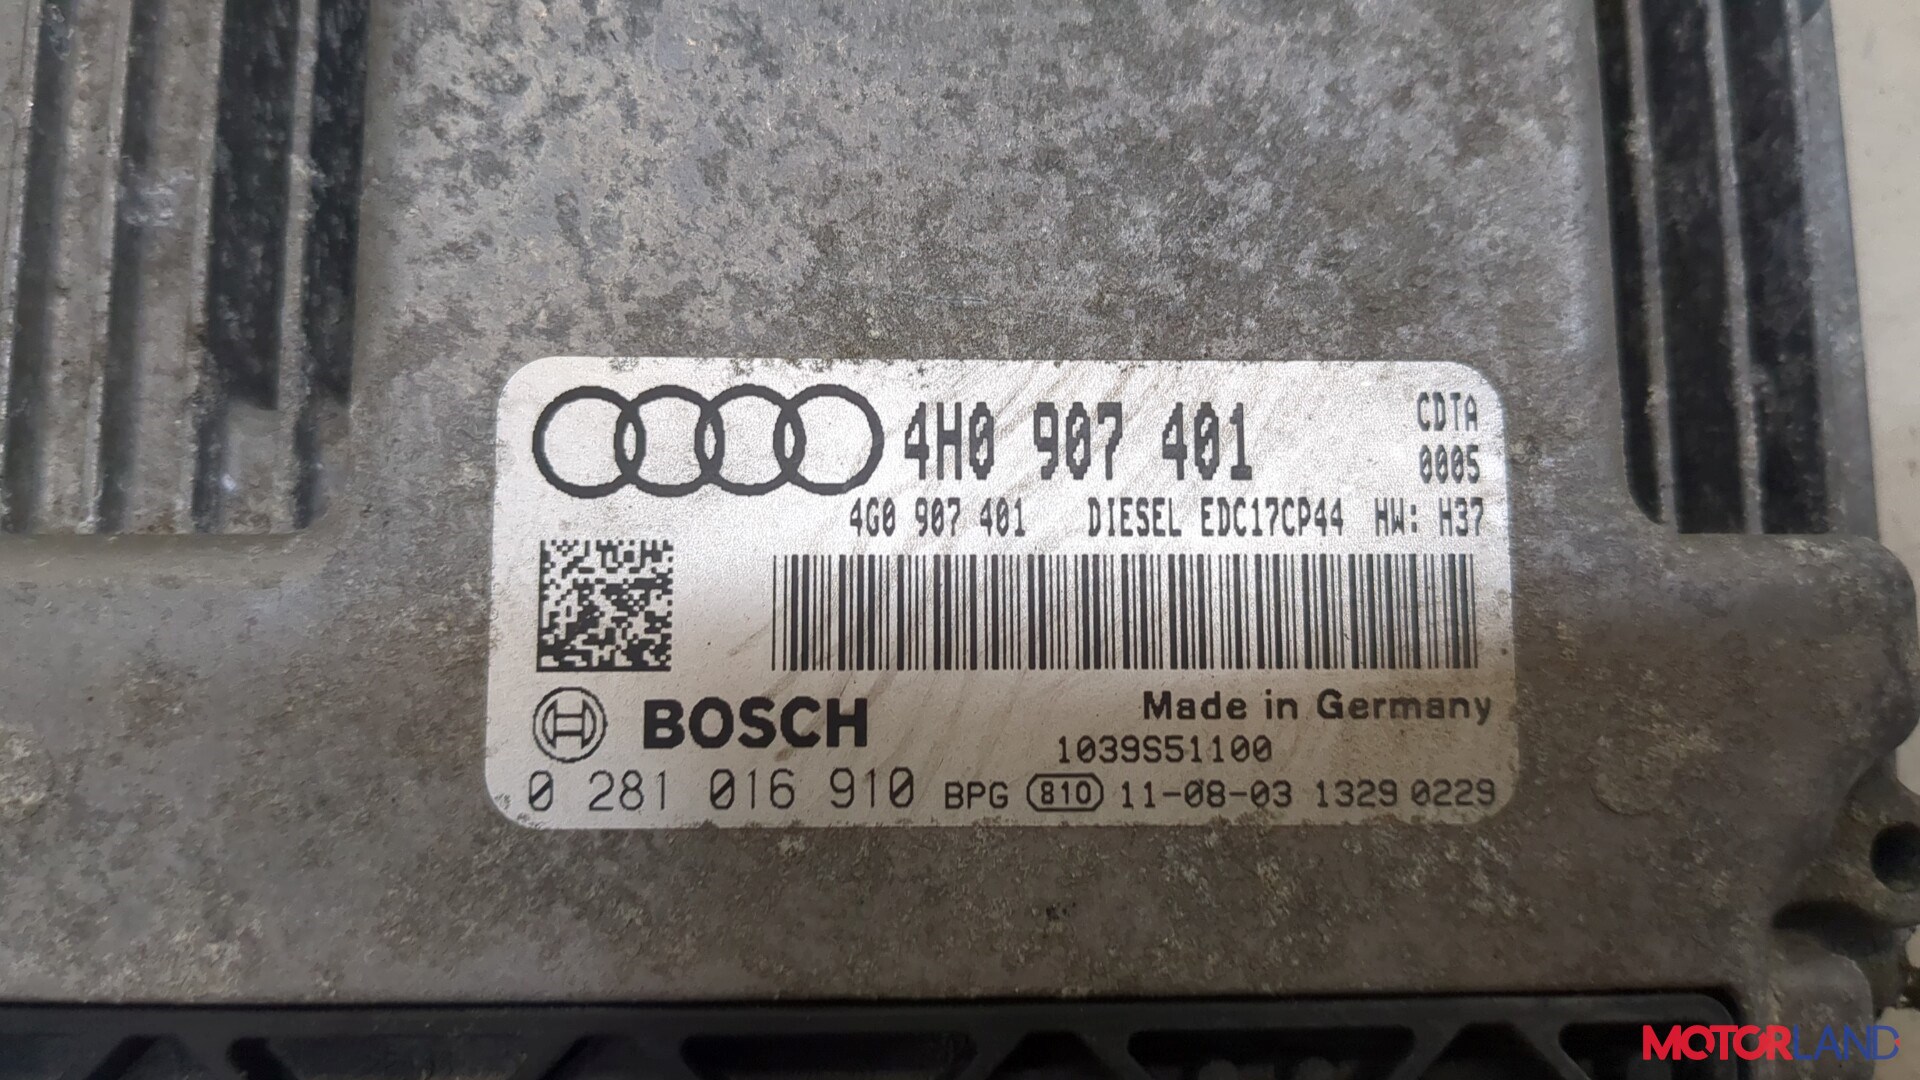 4H0 907 401
CDTA
0005
4G0 907 401 DIESEL EDC17CP44 HW: H37
BOSCH
Made in Germany
1039S51100
0 281 016 910 BPG 810 11-08-03 1329 0229
MOTORLAND